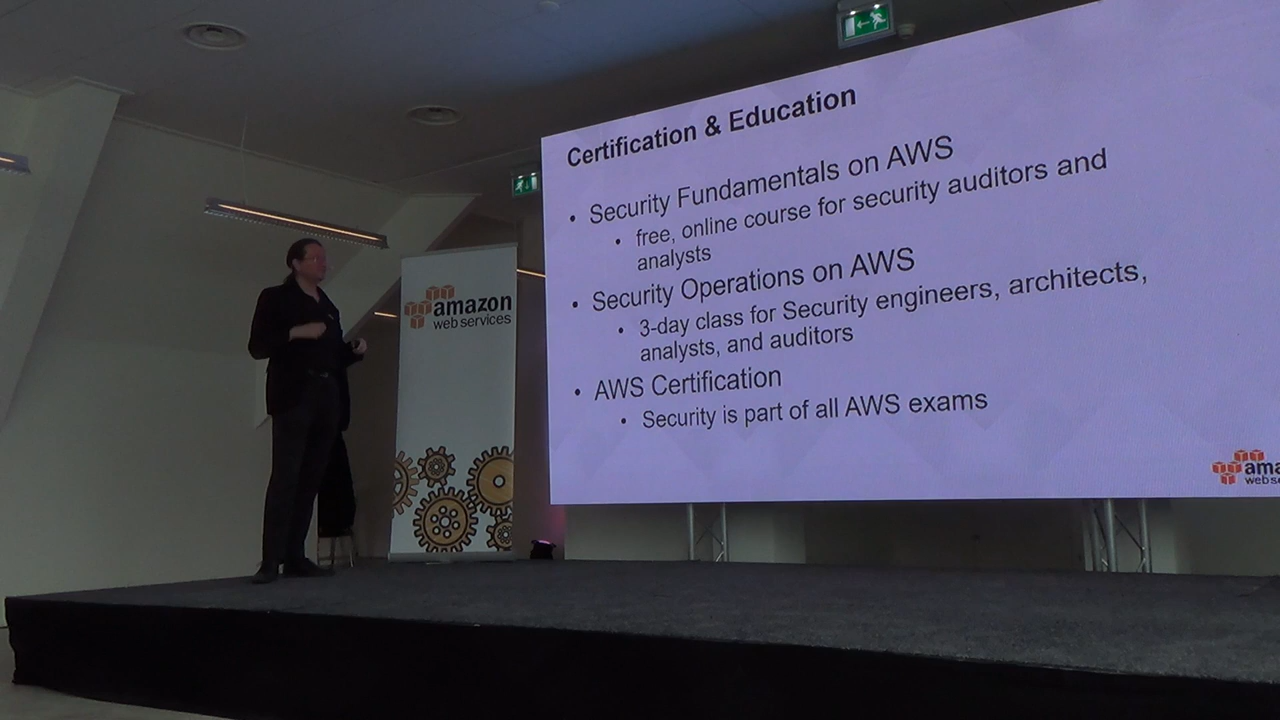 Certification & Education
• Security Fundamentals on AWS
• free, online course for security auditors and
analysts
• Security Operations on AWS
• 3-day class for Security engineers, architects,
analysts, and auditors
• AWS Certification
• Security is part of all AWS exams
amazon
web services